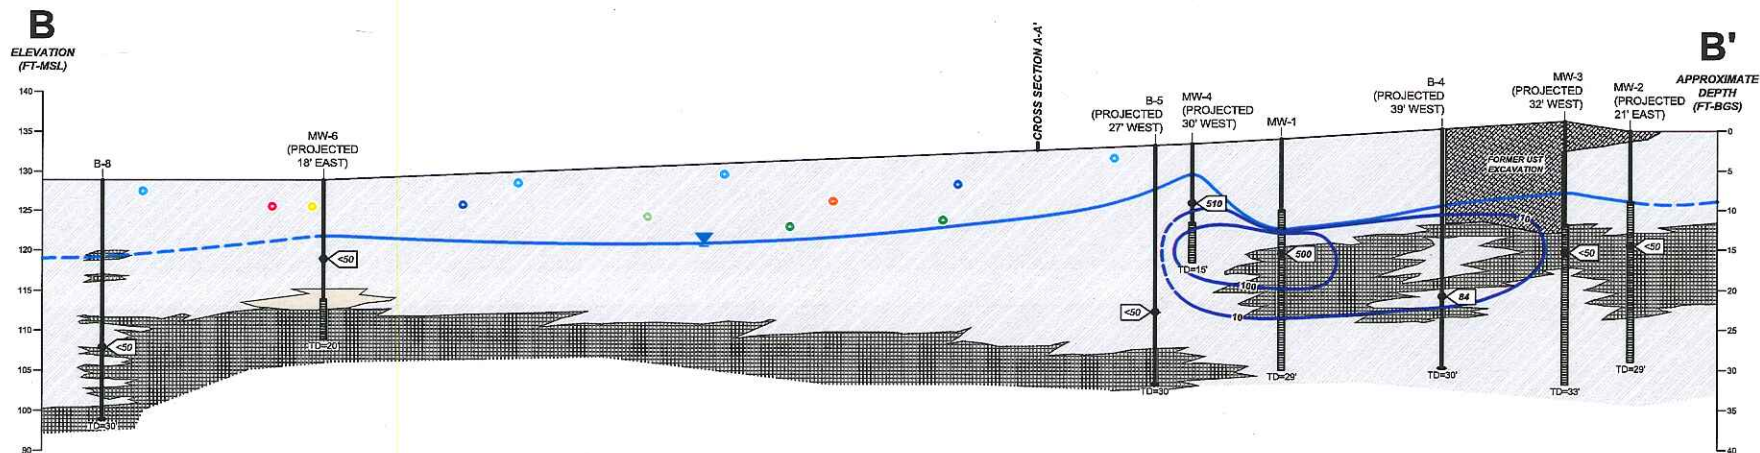 B
ELEVATION
(FT-MSL)
140
135
130
125
120
115
110
105
100
90
B-8
<50
TD=30'
MW-6
(PROJECTED
18' EAST)
<50
TD=20'
CROSS SECTION A-A'
B-5
(PROJECTED
27' WEST)
<50
TD=30'
MW-4
(PROJECTED
30' WEST)
510
TD=15'
MW-1
500
100
10
TD=29'
B-4
(PROJECTED
39' WEST)
84
TD=30'
10
FORMER UST
EXCAVATION
MW-3
(PROJECTED
32' WEST)
<50
TD=33'
MW-2
(PROJECTED
21' EAST)
<50
TD=29'
B'
APPROXIMATE
DEPTH
(FT-BGS)
0
5
10
15
20
25
30
35
40